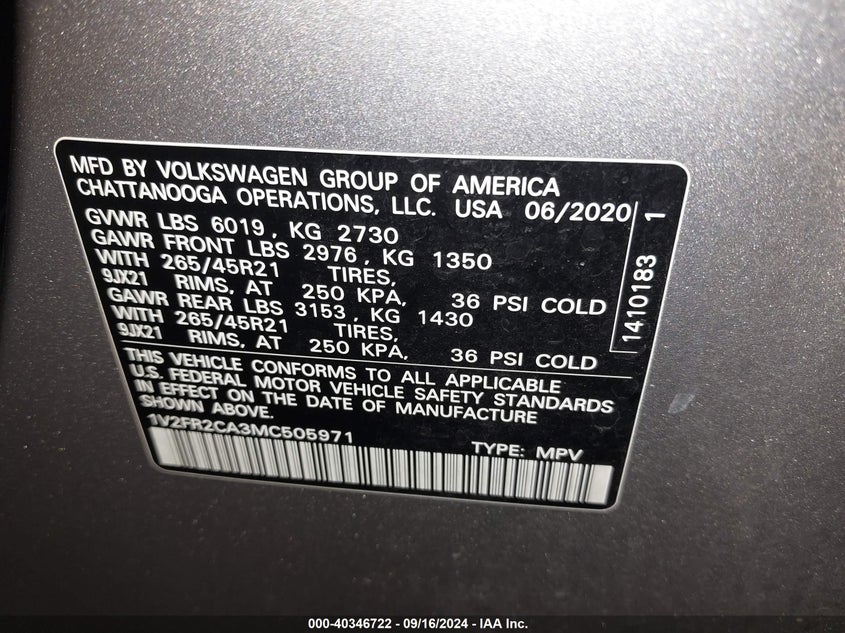 MFD BY VOLKSWAGEN GROUP OF AMERICA
CHATTANOOGA OPERATIONS, LLC. USA 06/2020
GVWR LBS 6019, KG 2730
GAWR FRONT LBS 2976, KG 1350
WITH 265/45R21 TIRES,
9JX21 RIMS, AT 250 KPA, 36 PSI COLD
GAWR REAR LBS 3153, KG 1430
WITH 265/45R21 TIRES,
9JX21 RIMS, AT 250 KPA, 36 PSI COLD
1410183 1
THIS VEHICLE CONFORMS TO ALL APPLICABLE
U.S. FEDERAL MOTOR VEHICLE SAFETY STANDARDS
IN EFFECT ON THE DATE OF MANUFACTURE
SHOWN ABOVE.
1V2FR2CA3MC505971 TYPE: MPV
000-40346722 - 09/16/2024 - IAA Inc.